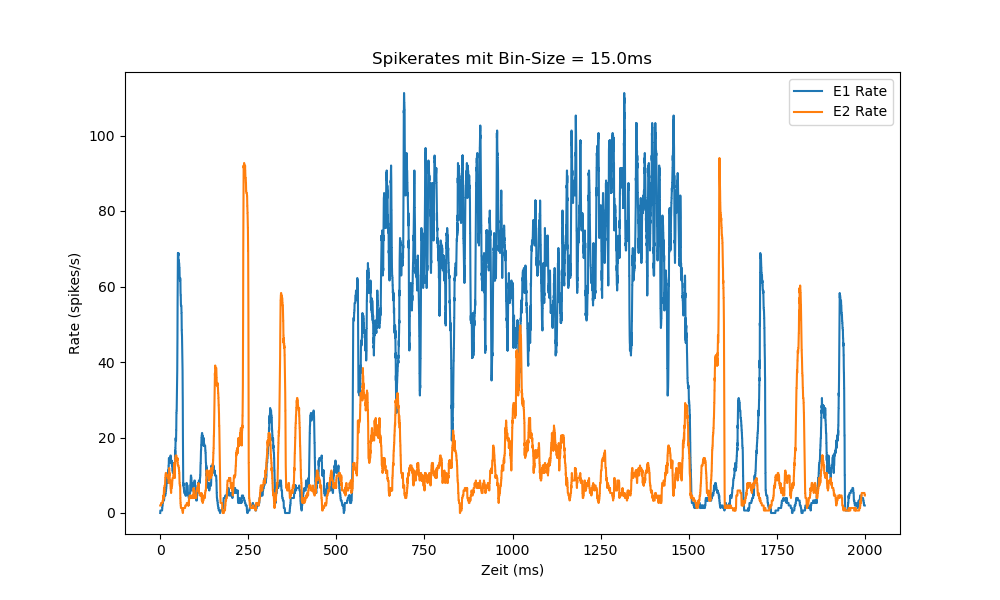 Spikerates mit Bin-Size = 15.0ms
E1 Rate
E2 Rate
100
80
60
40
20
0
Rate (spikes/s)
0 250 500 750 1000 1250 1500 1750 2000
Zeit (ms)